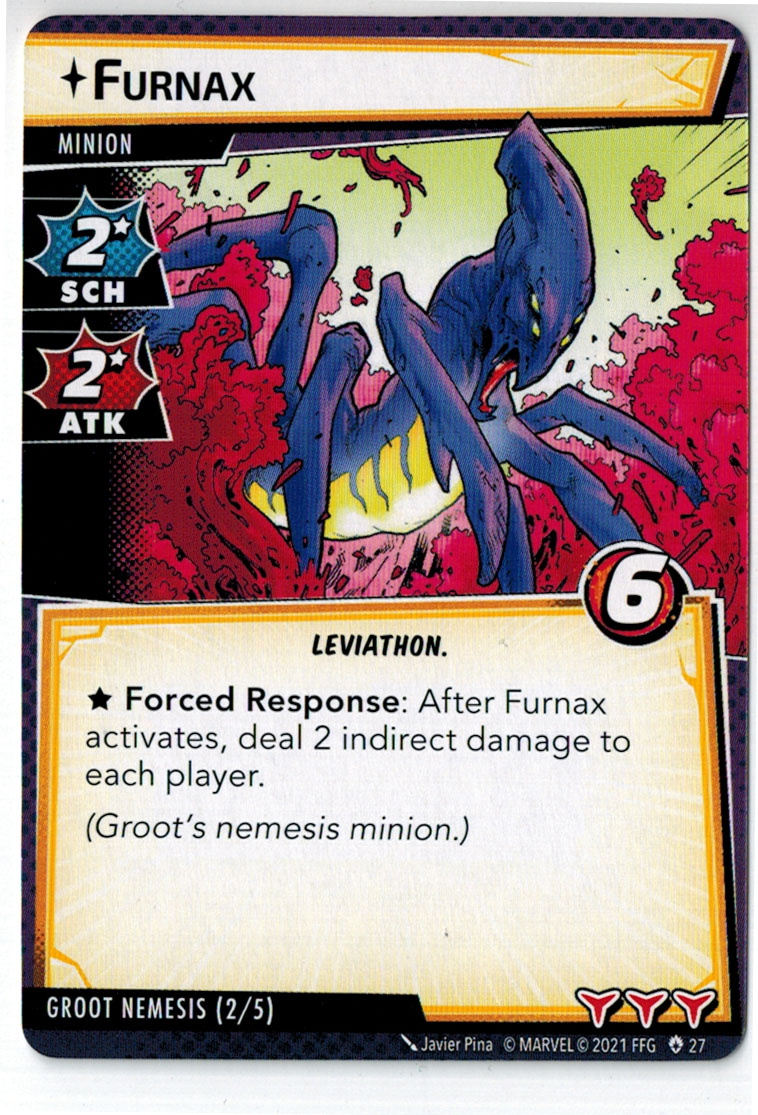 FURNAX
MINION
2
SCH
2
ATK
6
LEVIATHON.
★ Forced Response: After Furnax
activates, deal 2 indirect damage to
each player.
(Groot's nemesis minion.)
GROOT NEMESIS (2/5)
Javier Pina © MARVEL © 2021 FFG 27